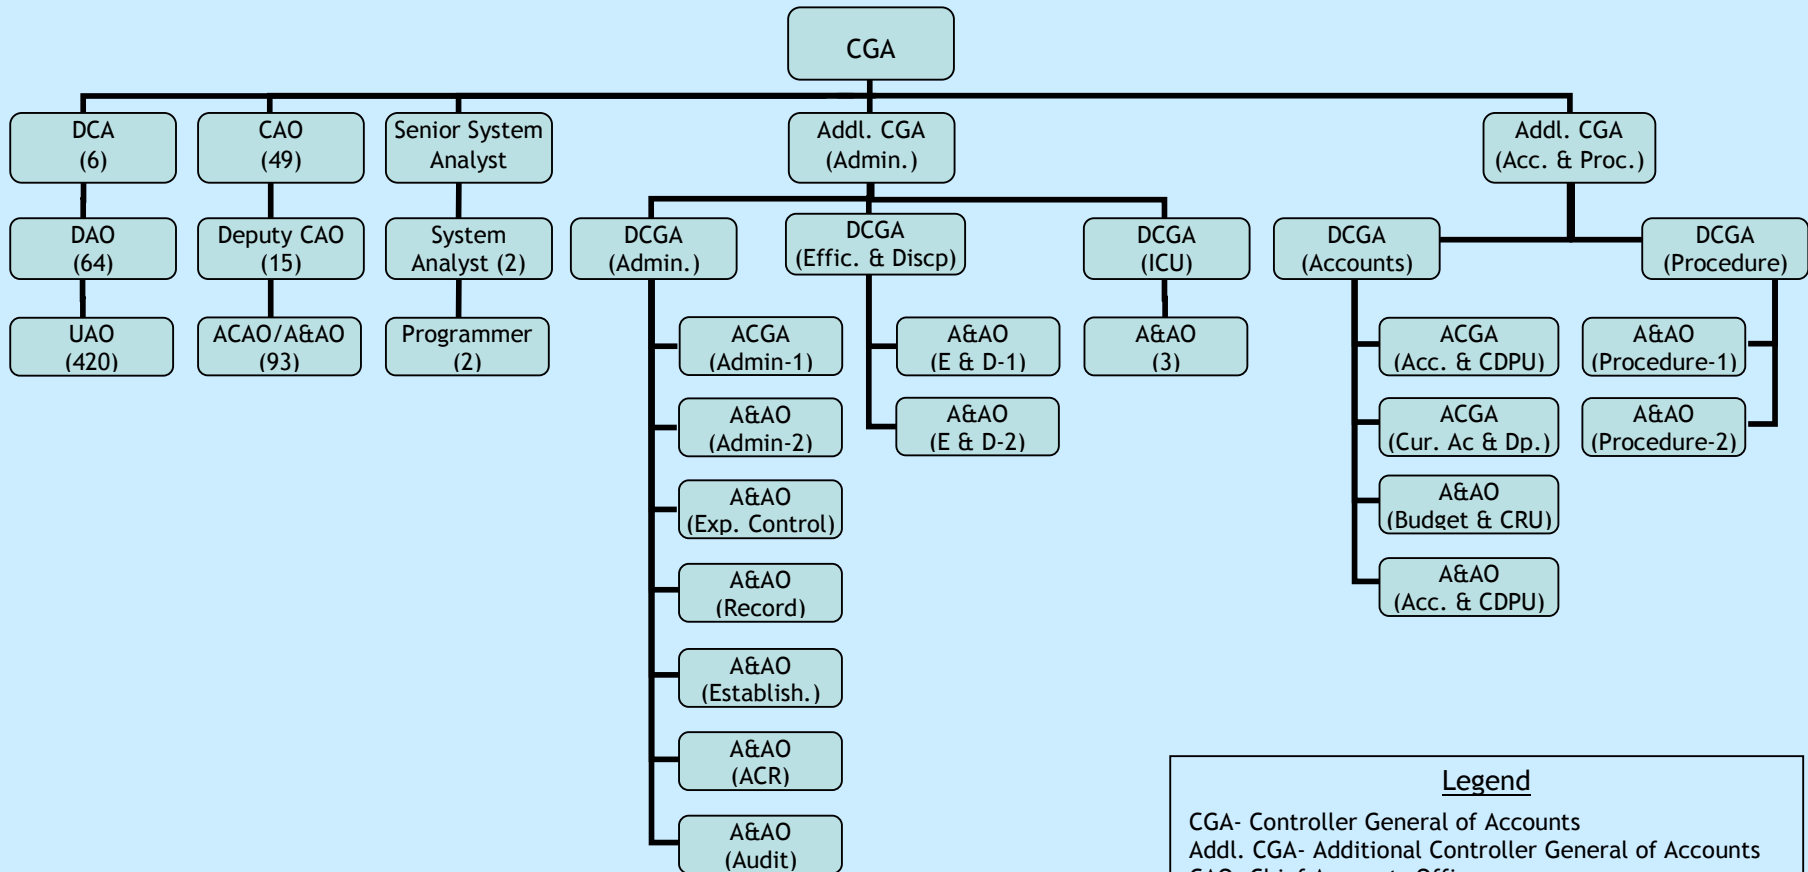 CGA
DCA
(6)
CAO
(49)
Senior System
Analyst
Addl. CGA
(Admin.)
Addl. CGA
(Acc. & Proc.)
DAO
(64)
Deputy CAO
(15)
System
Analyst (2)
DCGA
(Admin.)
DCGA
(Effic. & Discp)
DCGA
(ICU)
DCGA
(Accounts)
DCGA
(Procedure)
UAO
(420)
ACAO/A&AO
(93)
Programmer
(2)
ACGA
(Admin-1)
A&AO
(Admin-2)
A&AO
(Exp. Control)
A&AO
(Record)
A&AO
(Establish.)
A&AO
(ACR)
A&AO
(Audit)
A&AO
(E & D-1)
A&AO
(E & D-2)
A&AO
(3)
ACGA
(Acc. & CDPU)
ACGA
(Cur. Ac & Dp.)
A&AO
(Budget & CRU)
A&AO
(Acc. & CDPU)
A&AO
(Procedure-1)
A&AO
(Procedure-2)
Legend
CGA- Controller General of Accounts
Addl. CGA- Additional Controller General of Accounts
CAO- Chief Accounts Officer